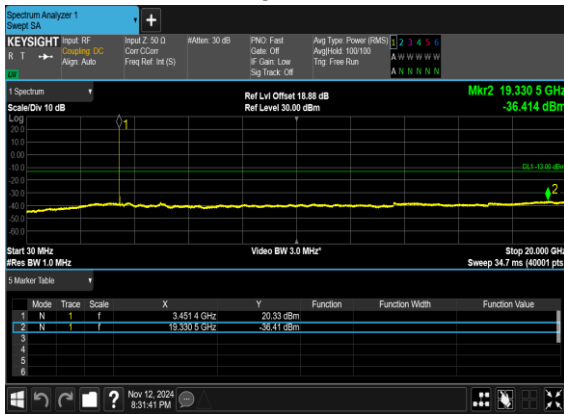 Spectrum Analyzer 1
Swept SA
KEYSIGHT Input: RF Input Z: 50 Ω #Atten: 30 dB PNO: Fast Avg Type: Power (RMS) 1 2 3 4 5 6
R T Coupling: DC Corr CCorr Gate: Off Avg|Hold: 100/100 A W W W W W
Align: Auto Freq Ref: Int (S) IF Gain: Low Trig: Free Run
Sig Track: Off A N N N N N
1 Spectrum Ref Lvl Offset 18.88 dB Mkr2 19.330 5 GHz
Scale/Div 10 dB Ref Level 30.00 dBm -36.414 dBm
Log
20.0
10.0
0.00
-10.0
-20.0
-30.0
-40.0
-50.0
-60.0
1
DL1 -13.00 dBm
2
Start 30 MHz Video BW 3.0 MHz* Stop 20.000 GHz
#Res BW 1.0 MHz Sweep 34.7 ms (40001 pts)
5 Marker Table
Mode Trace Scale X Y Function Function Width Function Value
1 N 1 f 3.451 4 GHz 20.33 dBm
2 N 1 f 19.330 5 GHz -36.41 dBm
3
4
5
6
? Nov 12, 2024
8:31:41 PM